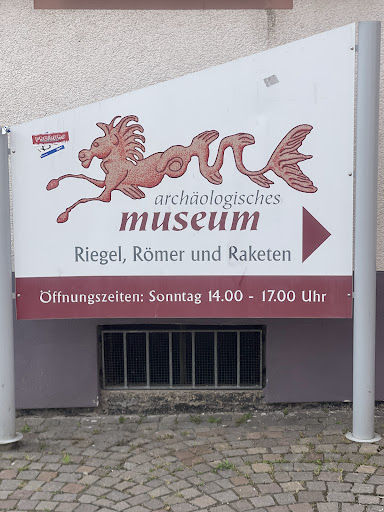 archäologisches
museum
Riegel, Römer und Raketen
Öffnungszeiten: Sonntag 14.00 - 17.00 Uhr